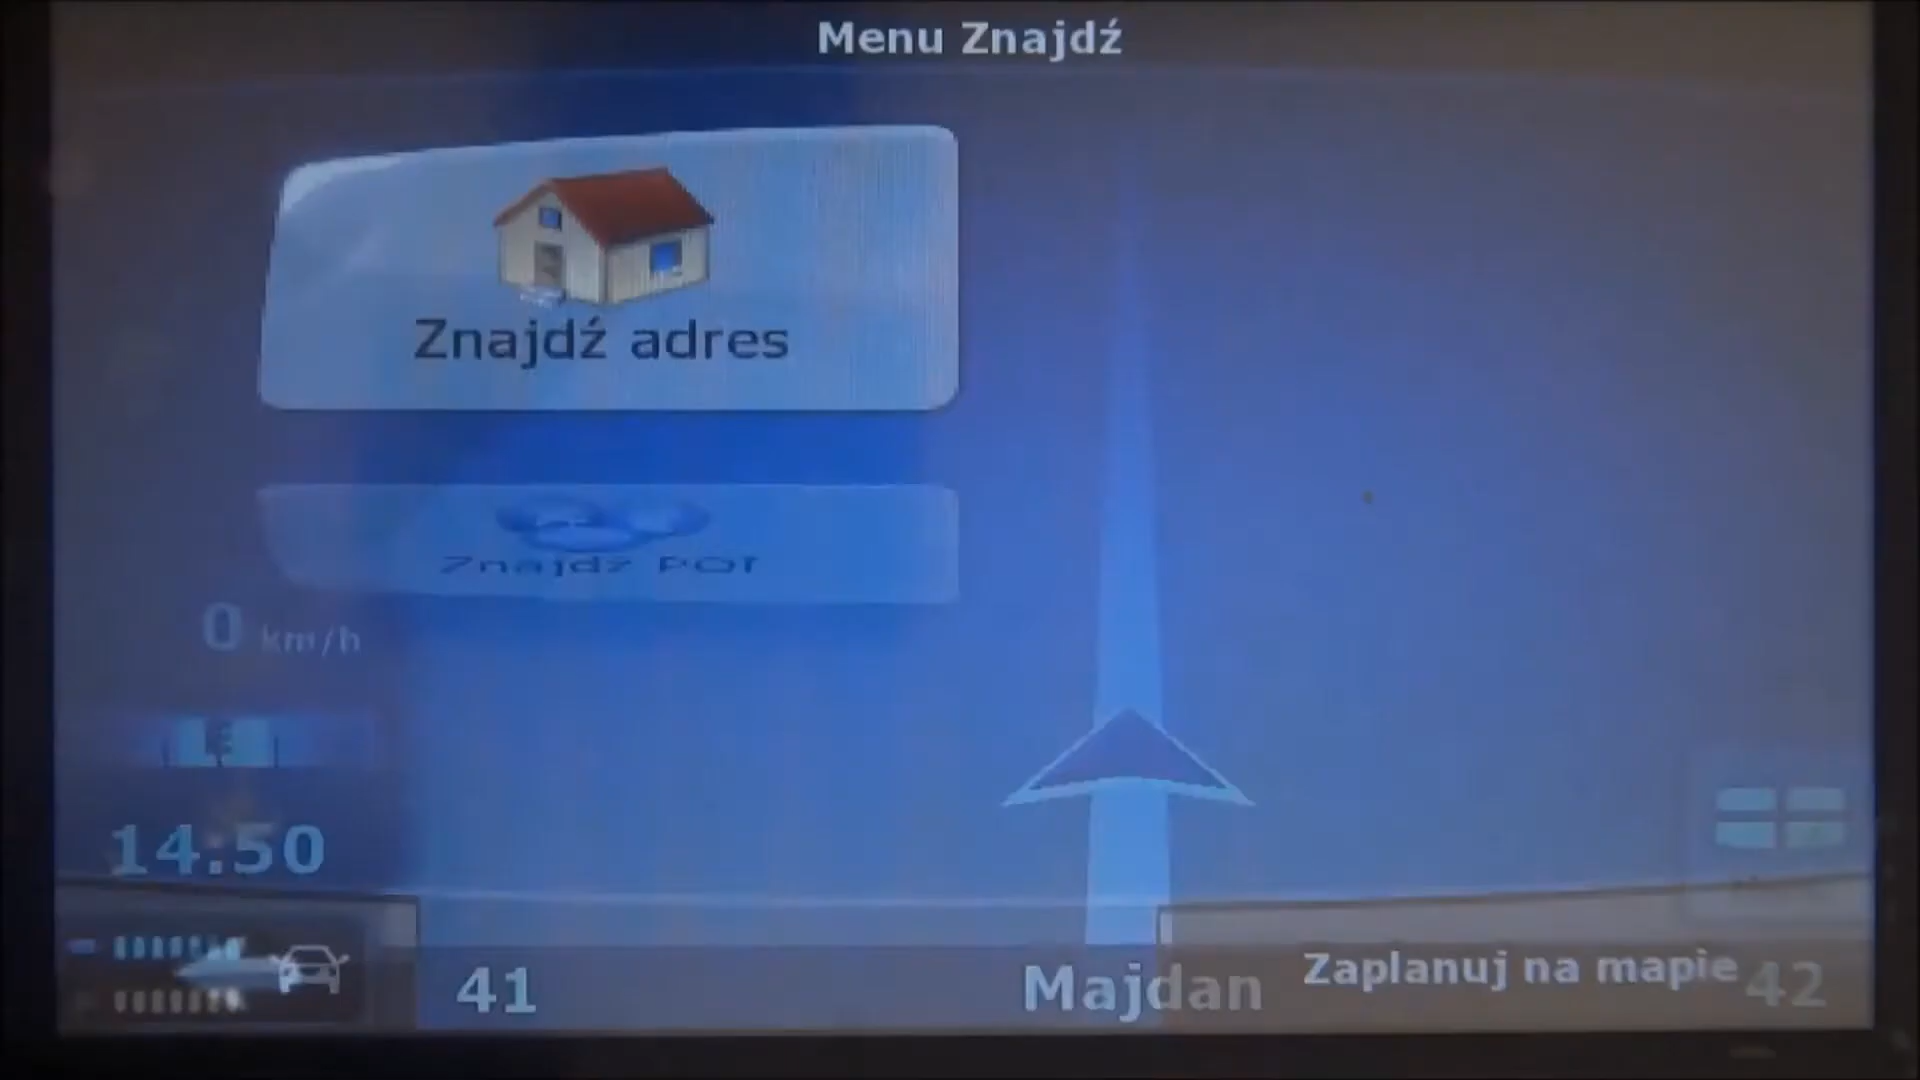 Menu Znajdź
Znajdź adres
Znajdź POI
0 km/h
14:50
41
Majdan
Zaplanuj na mapie
42